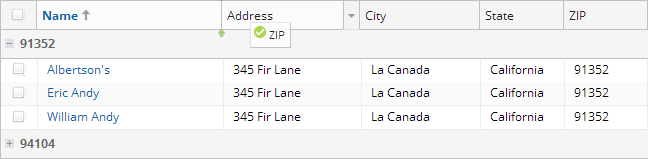 Name Address City State ZIP
ZIP
91352
Albertson's 345 Fir Lane La Canada California 91352
Eric Andy 345 Fir Lane La Canada California 91352
William Andy 345 Fir Lane La Canada California 91352
94104